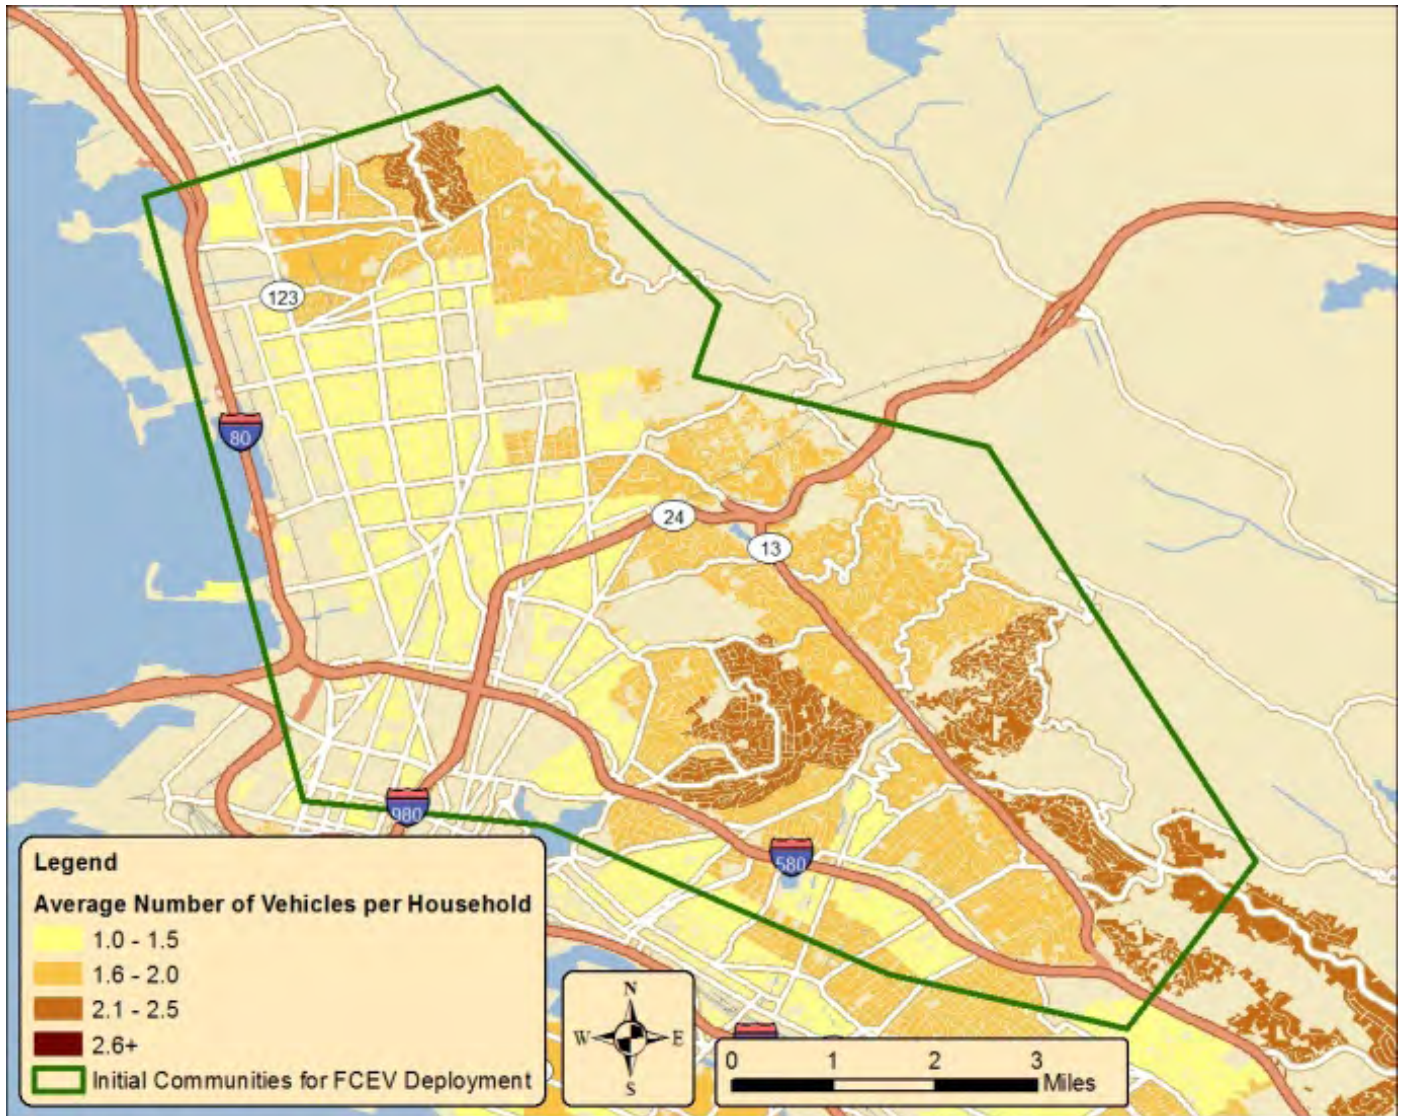 123
80
24
13
980
580
Legend
Average Number of Vehicles per Household
1.0 - 1.5
1.6 - 2.0
2.1 - 2.5
2.6+
Initial Communities for FCEV Deployment
N
W E
S
0 1 2 3
Miles